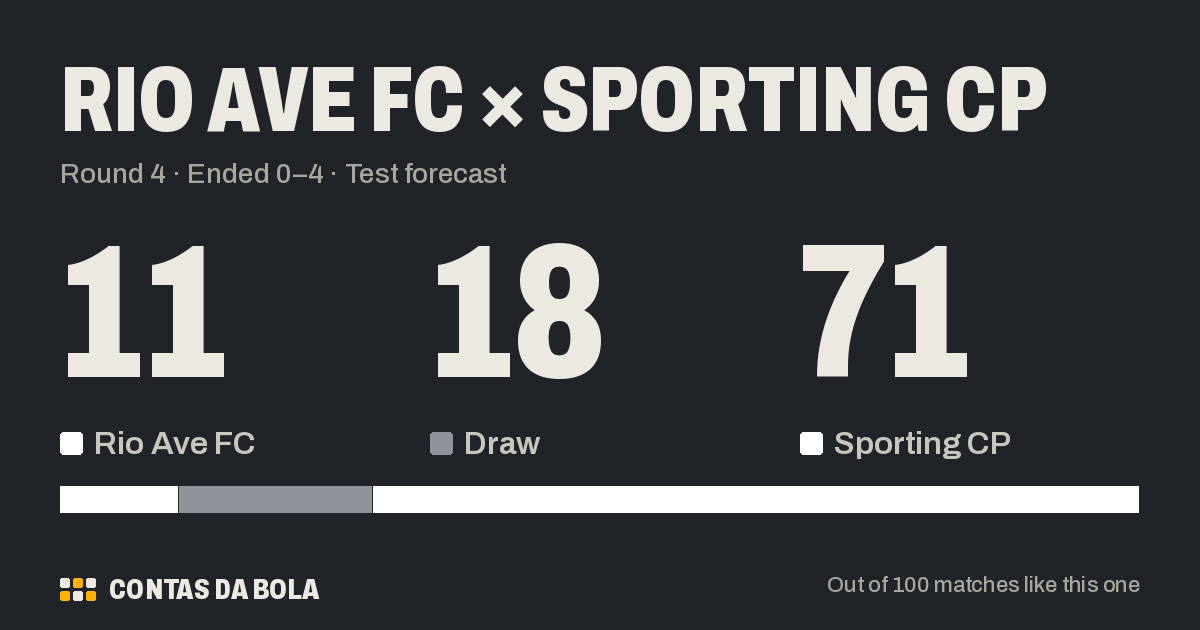 RIO AVE FC × SPORTING CP
Round 4 · Ended 0–4 · Test forecast
11 18 71
Rio Ave FC Draw Sporting CP
CONTAS DA BOLA
Out of 100 matches like this one